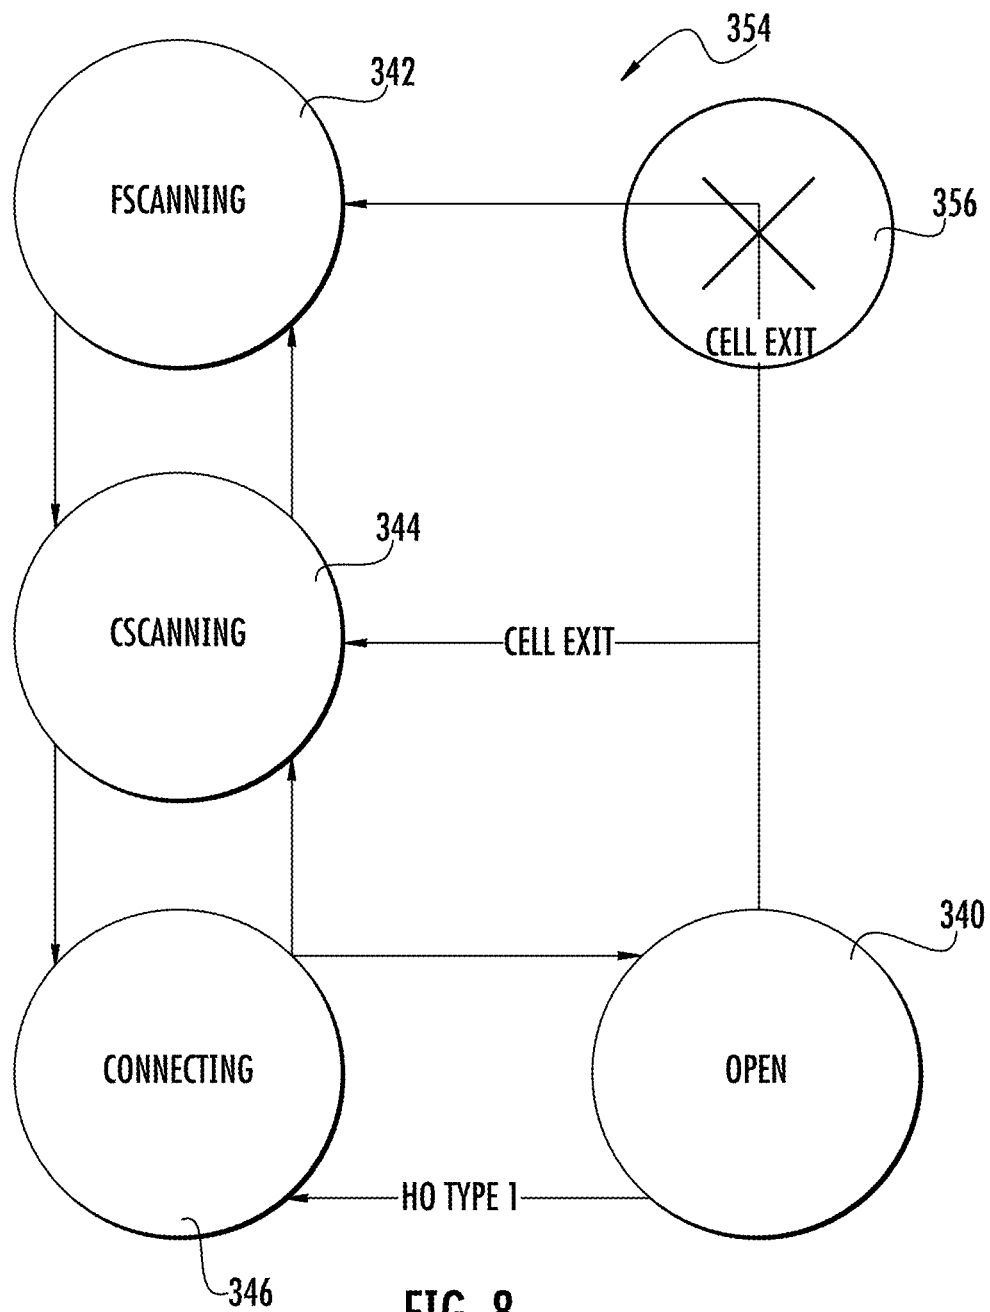 354
342
FSCANNING
356
CELL EXIT
344
CSCANNING
CELL EXIT
340
CONNECTING
OPEN
HO TYPE 1
346
FIG. 8